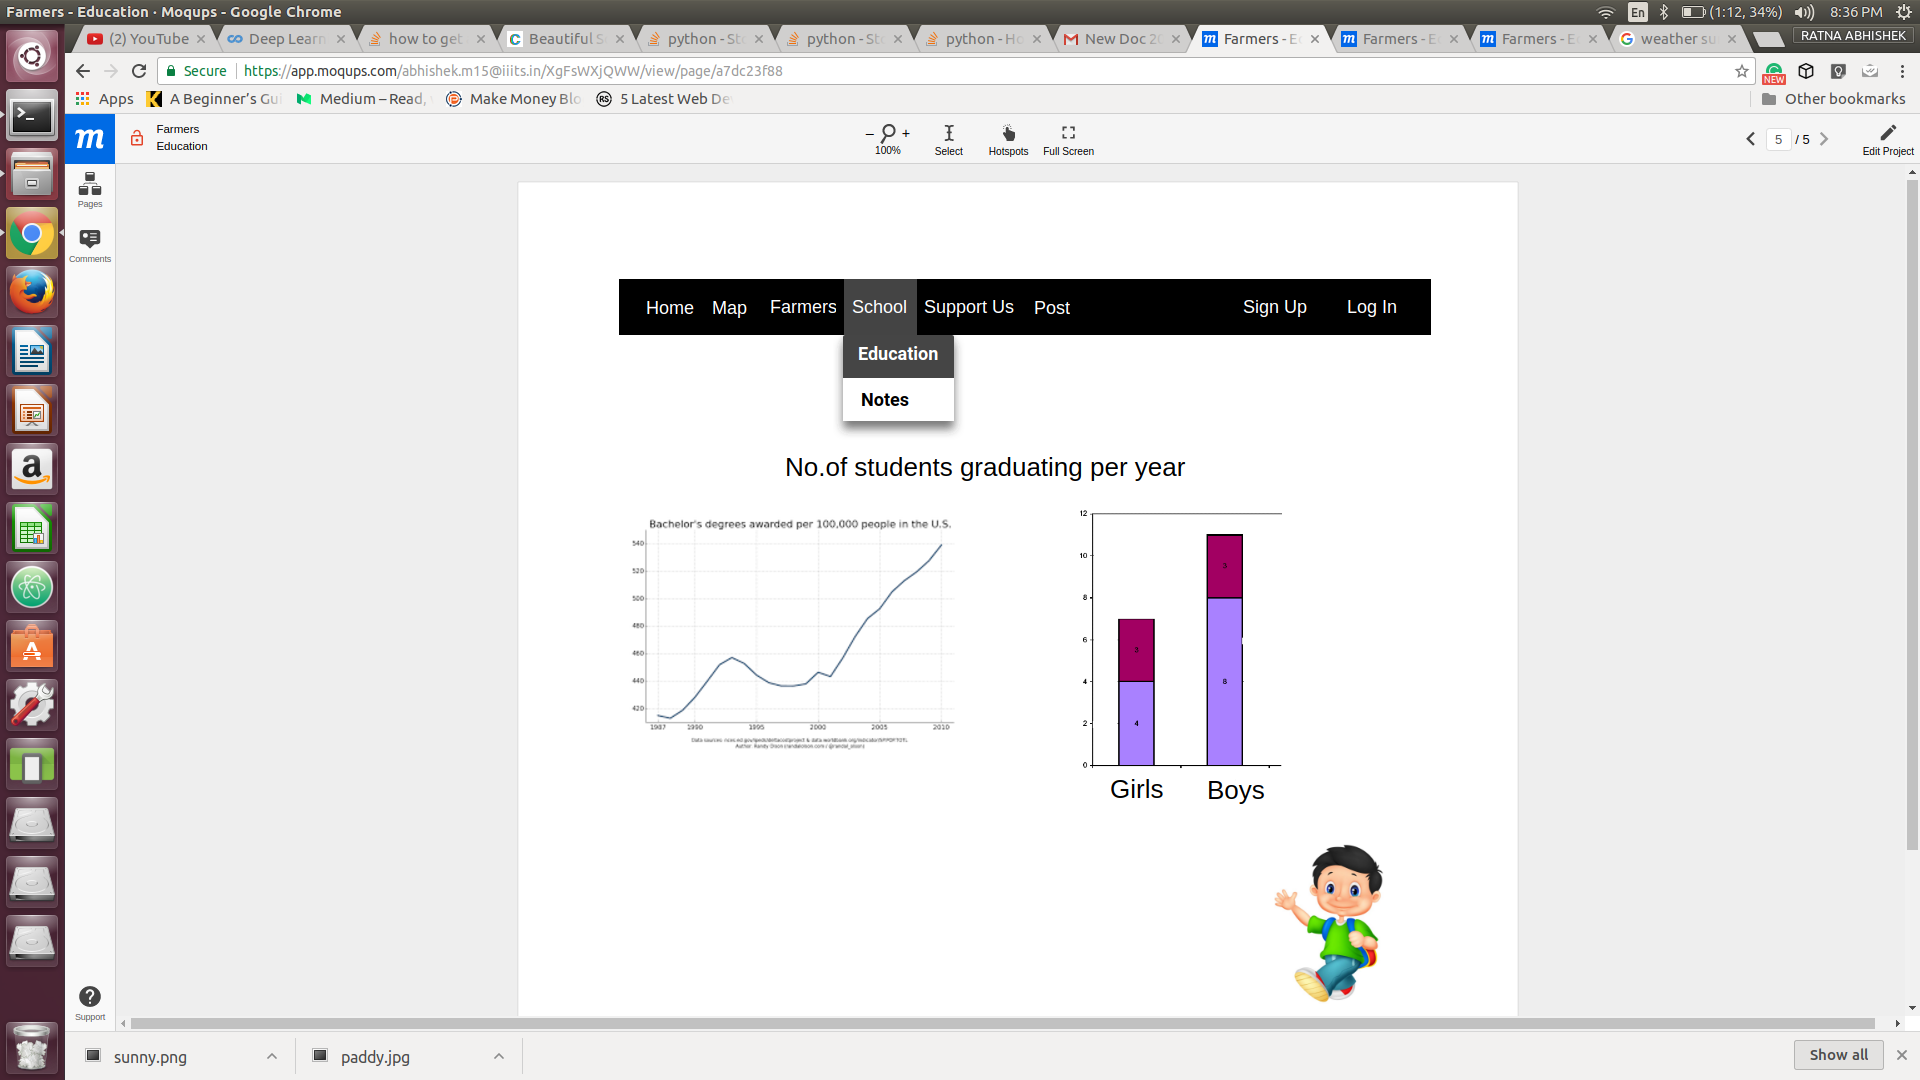 Farmers - Education · Moqups - Google Chrome
En (1:12, 34%) 8:36 PM
(2) YouTube
Deep Learn
how to get
Beautiful S
python - St
python - St
python - Ho
New Doc 20
Farmers - E
Farmers - E
Farmers - E
weather su
RATNA ABHISHEK
Secure https://app.moqups.com/abhishek.m15@iiits.in/XgFsWXjQWW/view/page/a7dc23f88
NEW
Apps
A Beginner's Gui
Medium – Read,
Make Money Blo
5 Latest Web De
Other bookmarks
m
Farmers
Education
– +
100%
Select
Hotspots
Full Screen
5 / 5
Edit Project
Pages
Comments
Support
Home Map Farmers School Support Us Post Sign Up Log In
Education
Notes
No.of students graduating per year
Bachelor's degrees awarded per 100,000 people in the U.S.
540
520
500
480
460
440
420
1987 1990 1995 2000 2005 2010
12
10
8
6
4
2
0
3
4
3
8
Girls Boys
sunny.png
paddy.jpg
Show all